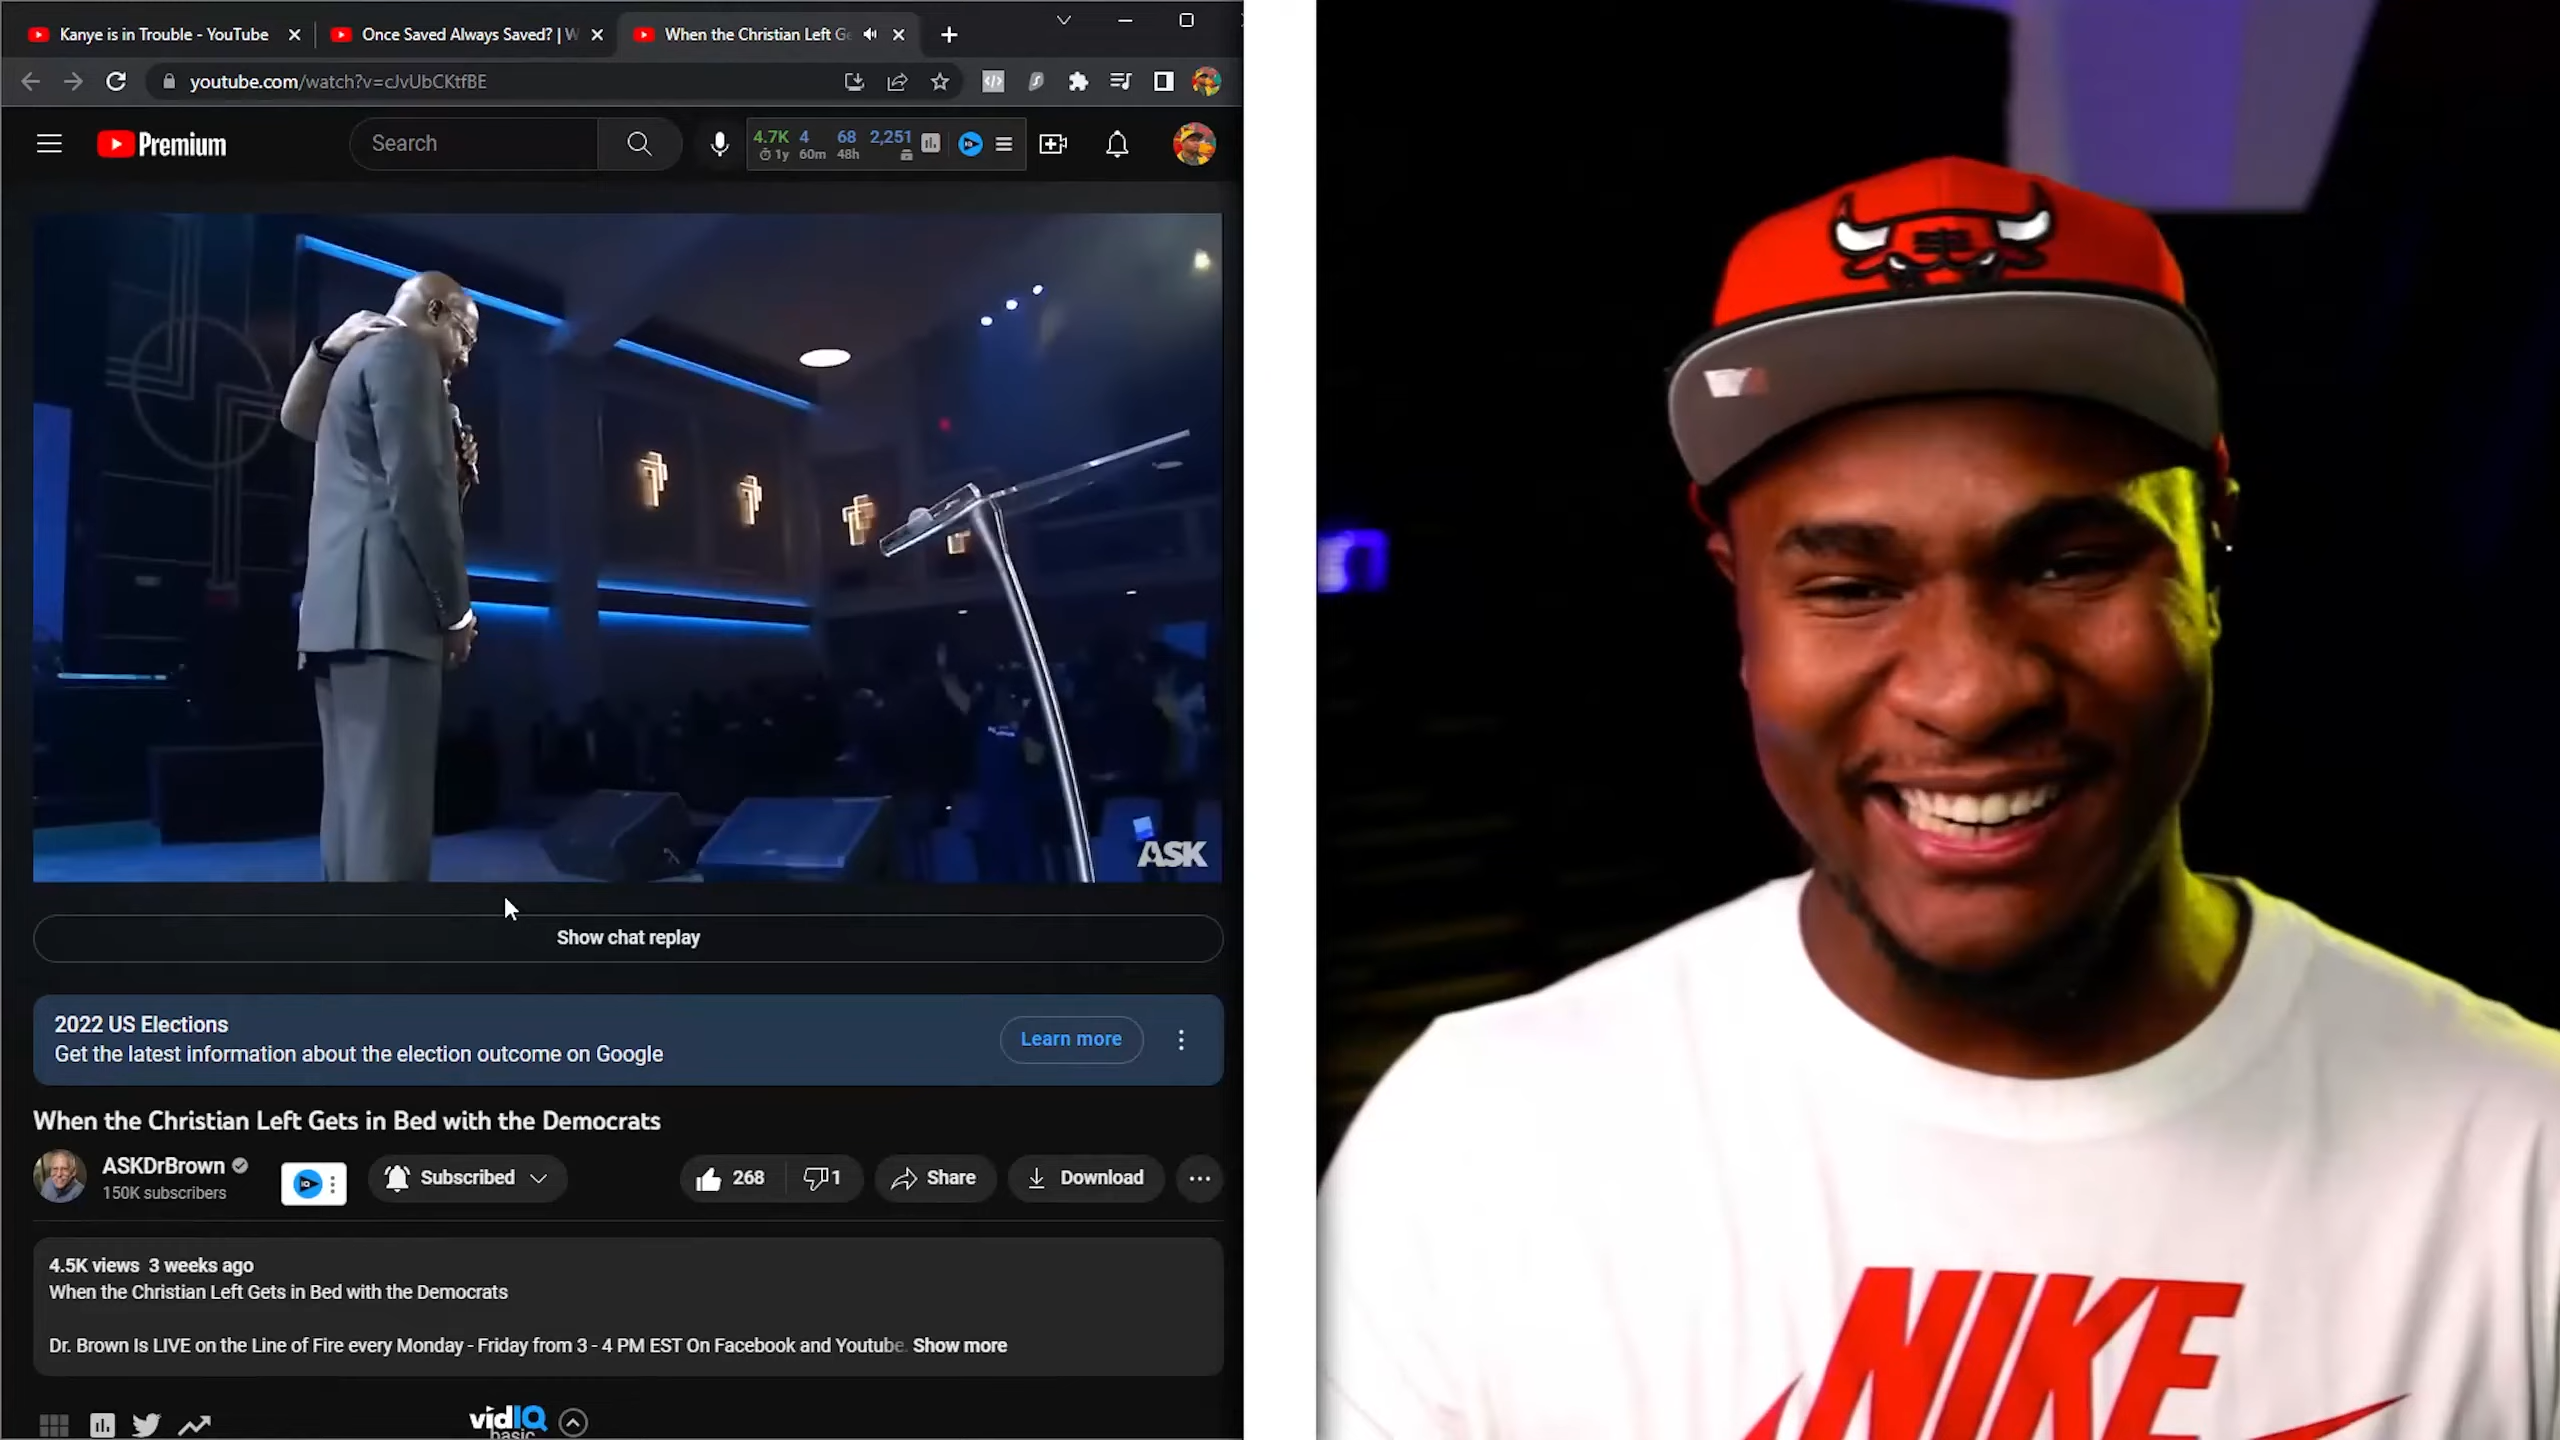 Kanye is in Trouble - YouTube
Once Saved Always Saved? | W
When the Christian Left Ge
youtube.com/watch?v=cJvUbCKtfBE
Premium
Search
4.7K 4 68 2,251
1y 60m 48h
ASK
Show chat replay
2022 US Elections
Get the latest information about the election outcome on Google
Learn more
When the Christian Left Gets in Bed with the Democrats
ASKDrBrown
150K subscribers
Subscribed
268
1
Share
Download
4.5K views 3 weeks ago
When the Christian Left Gets in Bed with the Democrats
Dr. Brown Is LIVE on the Line of Fire every Monday - Friday from 3 - 4 PM EST On Facebook and Youtube. Show more
vidIQ
basic
NIKE